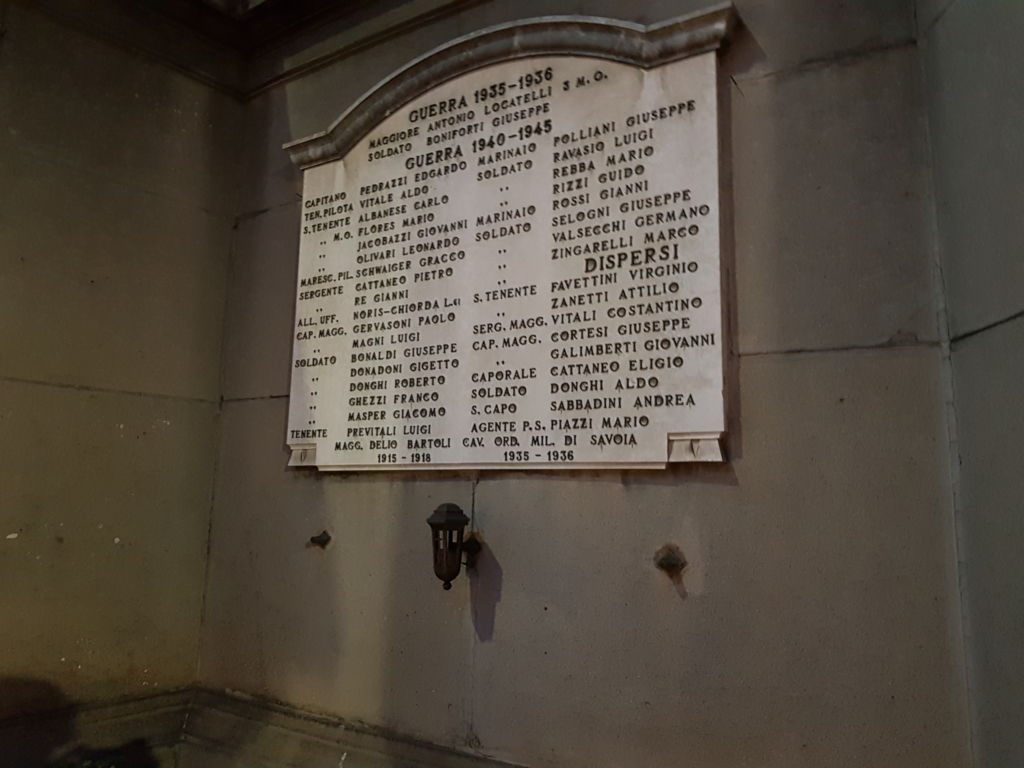 GUERRA 1935-1936
MAGGIORE ANTONIO LOCATELLI 3 M. O.
SOLDATO BONIFORTI GIUSEPPE
GUERRA 1940-1945
CAPITANO PEDRAZZI EDGARDO
TEN. PILOTA VITALE ALDO
S. TENENTE ALBANESE CARLO
" M.O. FLORES MARIO
" JACOBAZZI GIOVANNI
" OLIVARI LEONARDO
MARESC. PIL. SCHWAIGER GRACCO
SERGENTE CATTANEO PIETRO
" RE GIANNI
ALL. UFF. NORIS-CHIORDA L.GI
CAP. MAGG. GERVASONI PAOLO
" MAGNI LUIGI
SOLDATO BONALDI GIUSEPPE
" DONADONI GIGETTO
" DONGHI ROBERTO
" GHEZZI FRANCO
" MASPER GIACOMO
TENENTE PREVITALI LUIGI
MARINAIO POLLIANI GIUSEPPE
SOLDATO RAVASIO LUIGI
" REBBA MARIO
" RIZZI GUIDO
MARINAIO ROSSI GIANNI
SOLDATO SELOGNI GIUSEPPE
" VALSECCHI GERMANO
" ZINGARELLI MARCO
DISPERSI
S. TENENTE FAVETTINI VIRGINIO
" ZANETTI ATTILIO
SERG. MAGG. VITALI COSTANTINO
CAP. MAGG. CORTESI GIUSEPPE
" GALIMBERTI GIOVANNI
CAPORALE CATTANEO ELIGIO
SOLDATO DONGHI ALDO
S. CAPO SABBADINI ANDREA
AGENTE P.S. PIAZZI MARIO
MAGG. DELIO BARTOLI CAV. ORD. MIL. DI SAVOIA
1915 - 1918 1935 - 1936